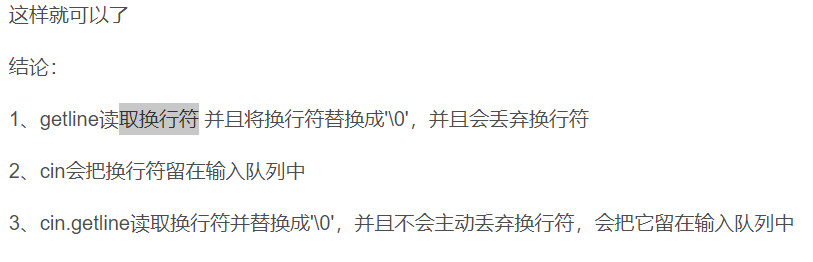 这样就可以了
结论：
1、getline读取换行符 并且将换行符替换成'\0'，并且会丢弃换行符
2、cin会把换行符留在输入队列中
3、cin.getline读取换行符并替换成'\0'，并且不会主动丢弃换行符，会把它留在输入队列中